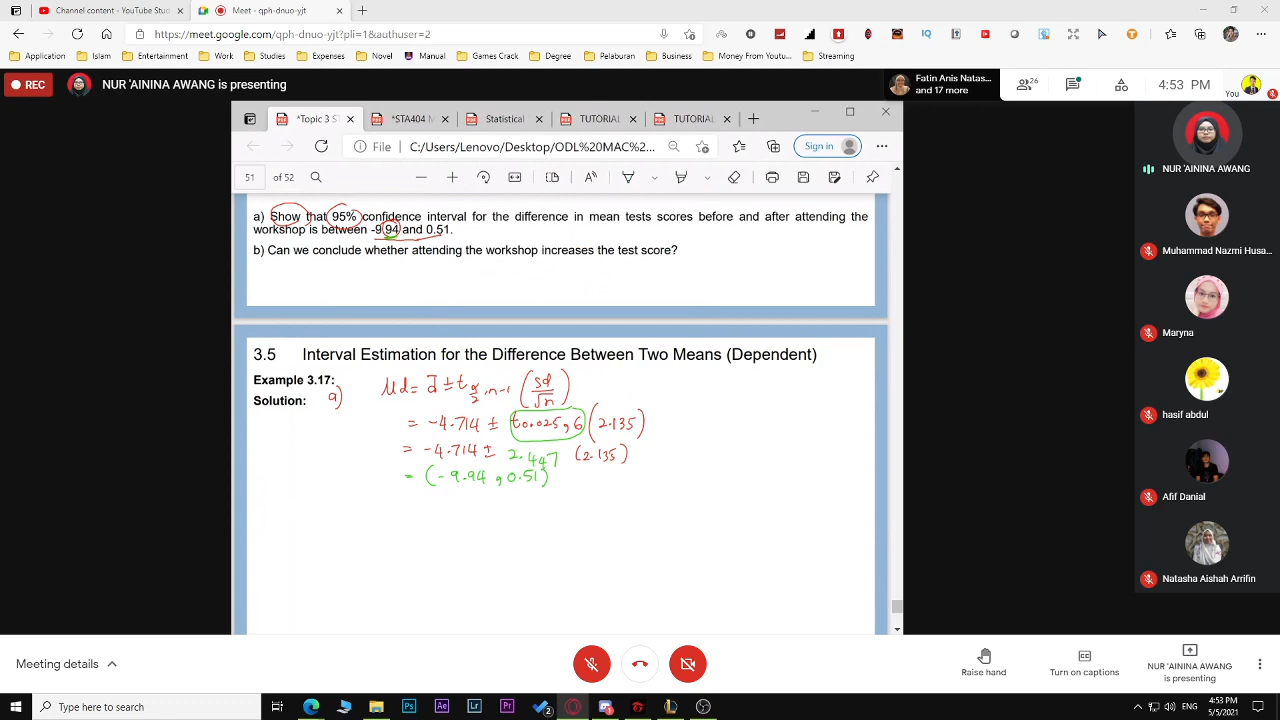 Channel content - YouTube Stud
Meet - qph-dnuo-yjt
https://meet.google.com/qph-dnuo-yjt?pli=1&authuser=2
Application
Islam
Entertaiment
Work
Studies
Education
Expenses
Novel
Manual
Games Crack
Pelaburan
Business
Money From Youtu...
Streaming
REC
NUR 'AININA AWANG is presenting
Fatin Anis Natas...
and 17 more
26
4:53 PM
You
*Topic 3 ST
*STA404 M
Statistical
TUTORIAL
TUTORIAL
File
C:/Users/Lenovo/Desktop/ODL%20MAC%2...
Sign in
51 of 52
a) Show that 95% confidence interval for the difference in mean tests scores before and after attending the
workshop is between -9.94 and 0.51.
b) Can we conclude whether attending the workshop increases the test score?
3.5 Interval Estimation for the Difference Between Two Means (Dependent)
Example 3.17:
Solution:
a) μd = d̄ ± t α/2, n-1 (sd/√n)
= -4.714 ± t0.025, 6 (2.135)
= -4.714 ± 2.447 (2.135)
= (-9.94, 0.51)
NUR 'AININA AWANG
Muhammad Nazmi Husa...
Maryna
hasif abdul
Afif Danial
Natasha Aishah Arrifin
Meeting details
Raise hand
Turn on captions
NUR 'AININA AWANG
is presenting
Type here to search
4:53 PM
5/5/2021